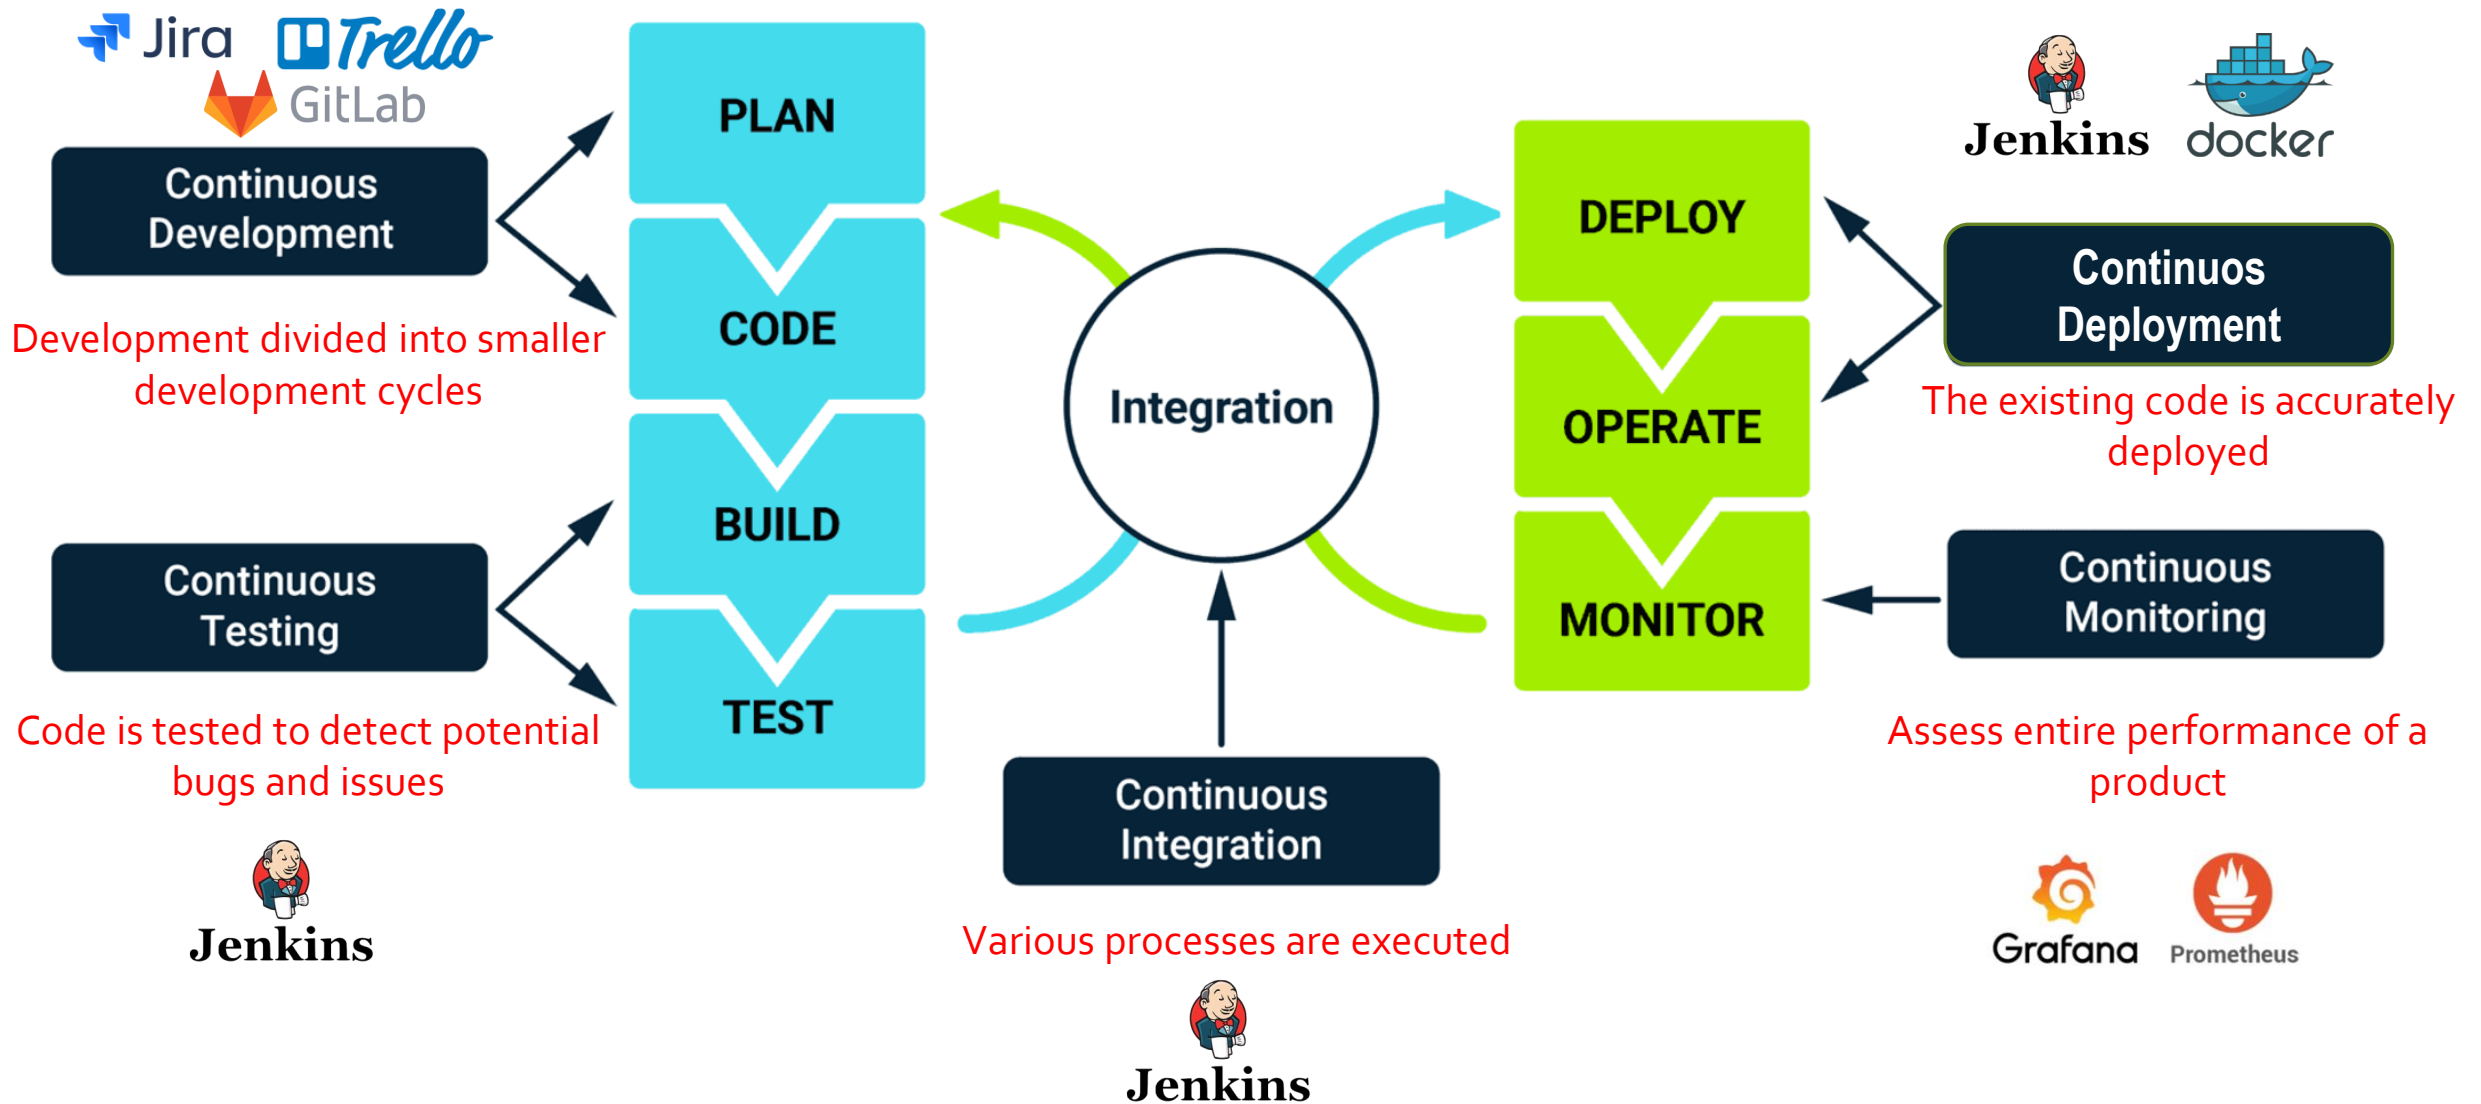 Jira
Trello
GitLab
Continuous
Development
Development divided into smaller
development cycles
Continuous
Testing
Code is tested to detect potential
bugs and issues
Jenkins
PLAN
CODE
BUILD
TEST
Integration
Continuous
Integration
Various processes are executed
Jenkins
DEPLOY
OPERATE
MONITOR
Jenkins
docker
Continuos
Deployment
The existing code is accurately
deployed
Continuous
Monitoring
Assess entire performance of a
product
Grafana
Prometheus